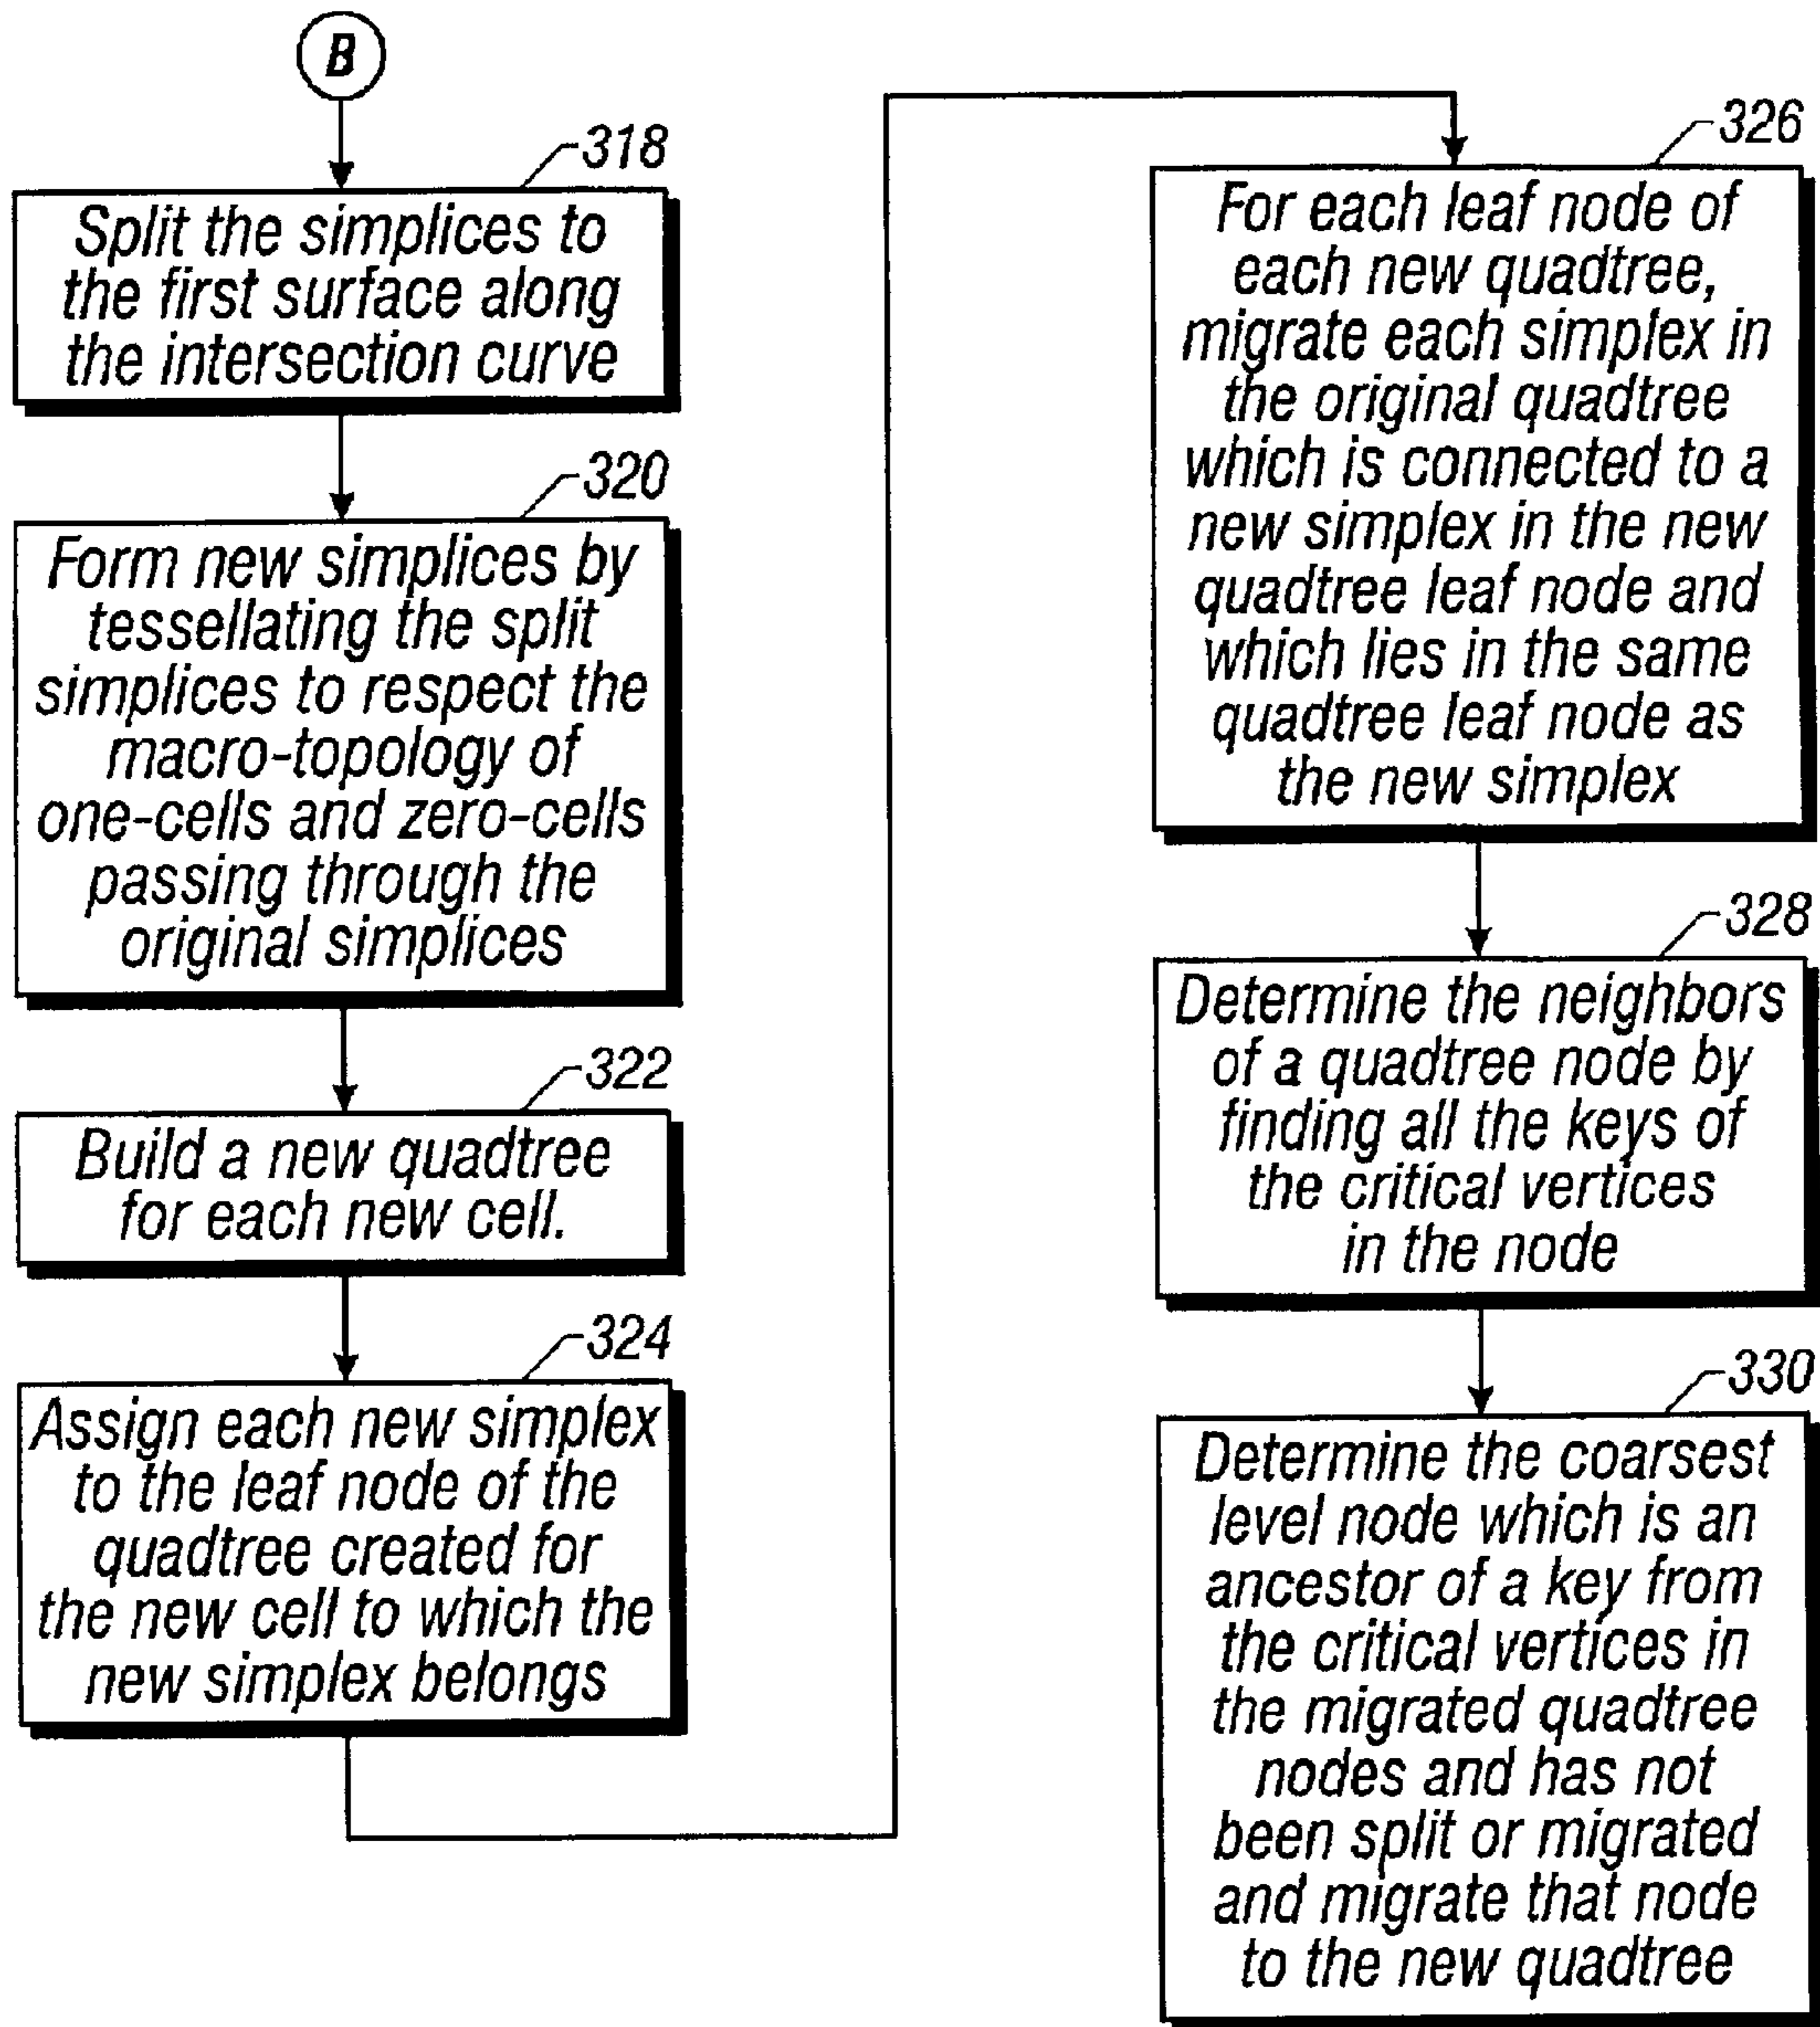 B
318
Split the simplices to
the first surface along
the intersection curve
320
Form new simplices by
tessellating the split
simplices to respect the
macro-topology of
one-cells and zero-cells
passing through the
original simplices
322
Build a new quadtree
for each new cell.
324
Assign each new simplex
to the leaf node of the
quadtree created for
the new cell to which the
new simplex belongs
326
For each leaf node of
each new quadtree,
migrate each simplex in
the original quadtree
which is connected to a
new simplex in the new
quadtree leaf node and
which lies in the same
quadtree leaf node as
the new simplex
328
Determine the neighbors
of a quadtree node by
finding all the keys of
the critical vertices
in the node
330
Determine the coarsest
level node which is an
ancestor of a key from
the critical vertices in
the migrated quadtree
nodes and has not
been split or migrated
and migrate that node
to the new quadtree